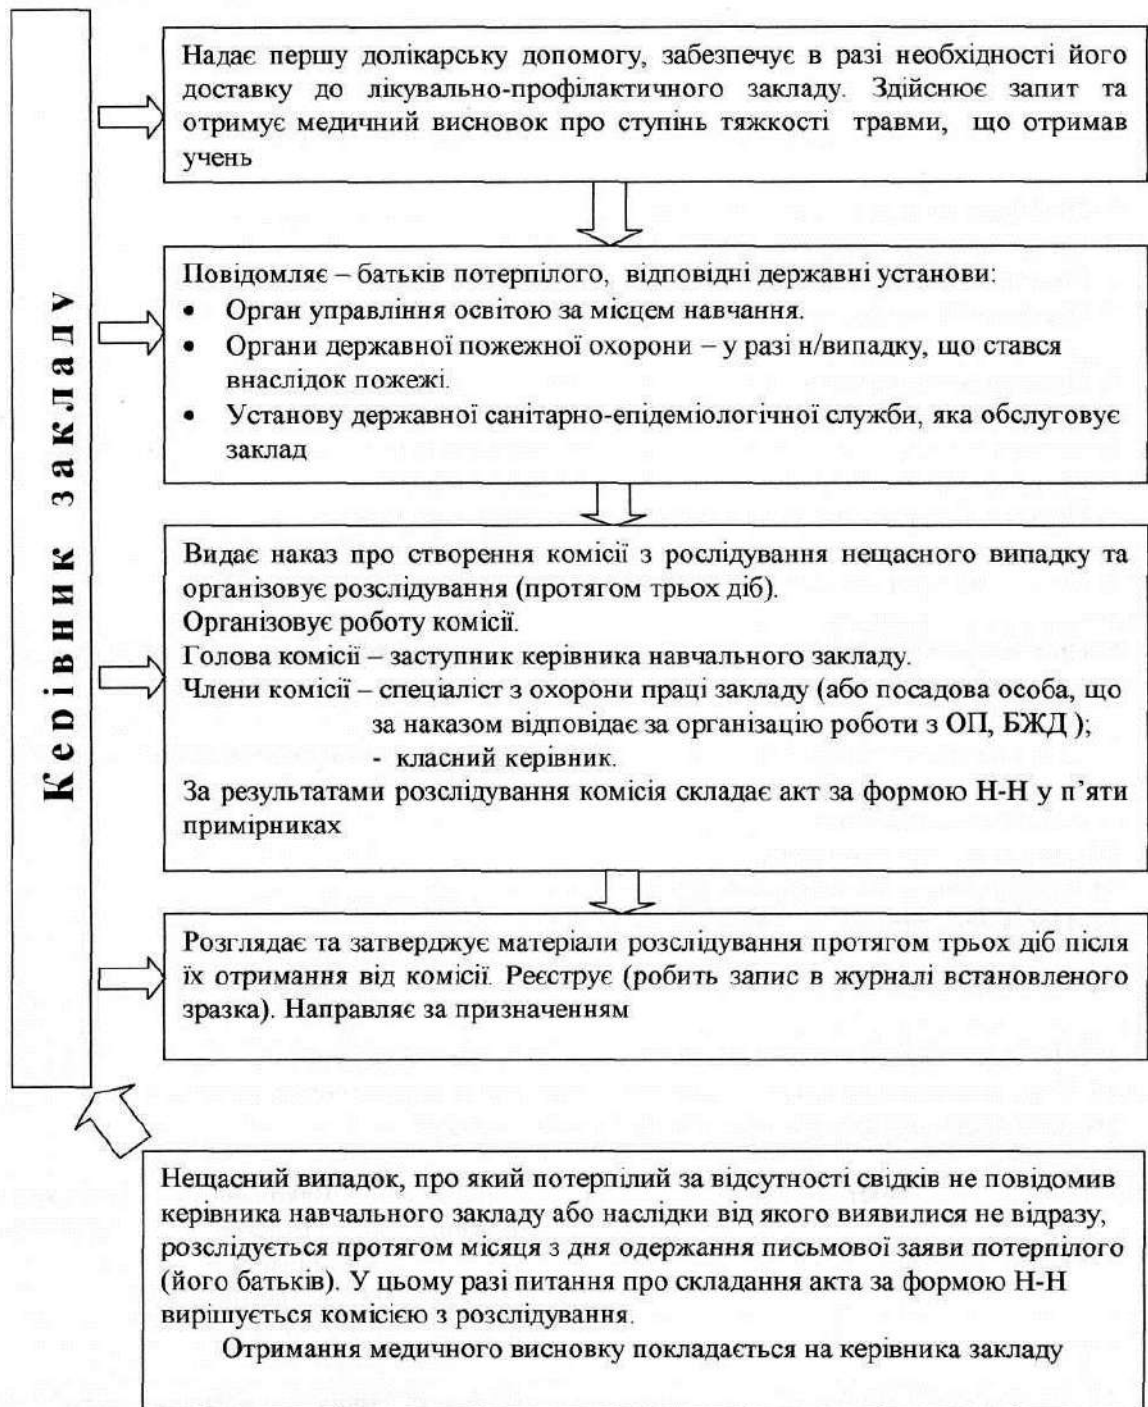 Керівник закладу
Надає першу долікарську допомогу, забезпечує в разі необхідності його
доставку до лікувально-профілактичного закладу. Здійснює запит та
отримує медичний висновок про ступінь тяжкості травми, що отримав
учень
Повідомляє – батьків потерпілого, відповідні державні установи:
• Орган управління освітою за місцем навчання.
• Органи державної пожежної охорони – у разі н/випадку, що стався
внаслідок пожежі.
• Установу державної санітарно-епідеміологічної служби, яка обслуговує
заклад
Видає наказ про створення комісії з рослідування нещасного випадку та
організовує розслідування (протягом трьох діб).
Організовує роботу комісії.
Голова комісії – заступник керівника навчального закладу.
Члени комісії – спеціаліст з охорони праці закладу (або посадова особа, що
за наказом відповідає за організацію роботи з ОП, БЖД );
- класний керівник.
За результатами розслідування комісія складає акт за формою Н-Н у п’яти
примірниках
Розглядає та затверджує матеріали розслідування протягом трьох діб після
їх отримання від комісії. Реєструє (робить запис в журналі встановленого
зразка). Направляє за призначенням
Нещасний випадок, про який потерпілий за відсутності свідків не повідомив
керівника навчального закладу або наслідки від якого виявилися не відразу,
розслідується протягом місяця з дня одержання письмової заяви потерпілого
(його батьків). У цьому разі питання про складання акта за формою Н-Н
вирішується комісією з розслідування.
Отримання медичного висновку покладається на керівника закладу